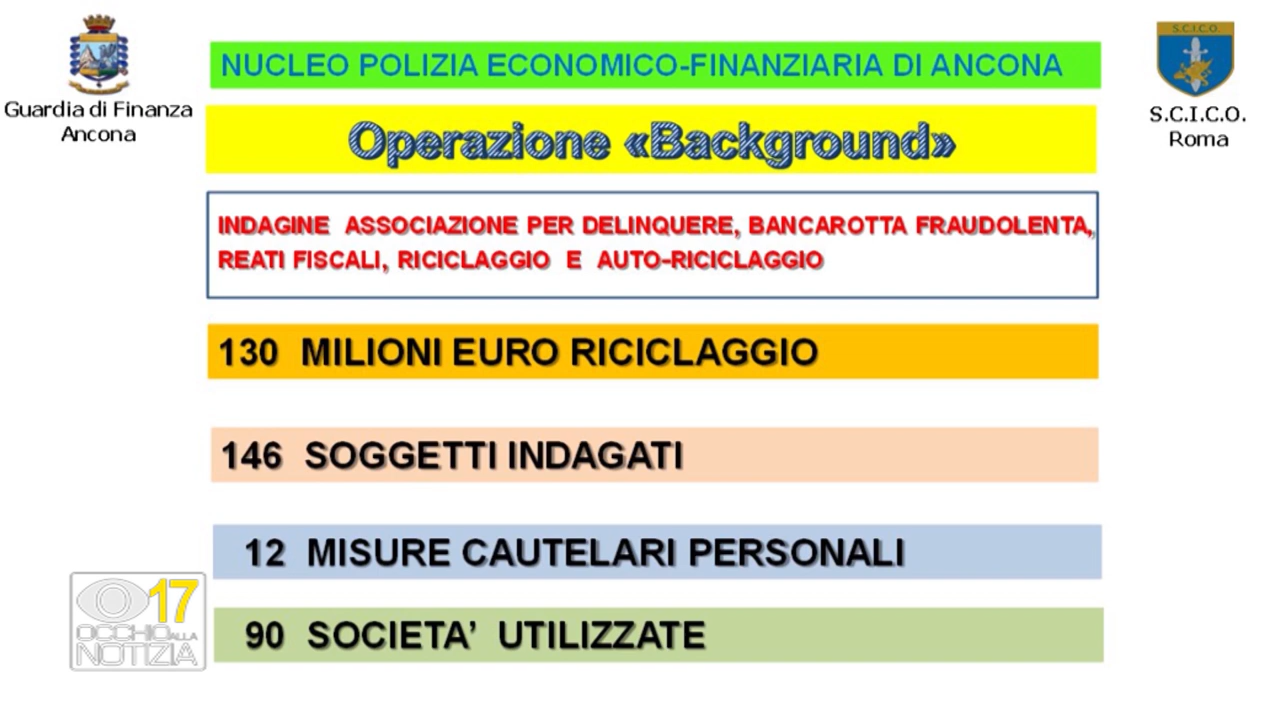 Guardia di Finanza
Ancona
NUCLEO POLIZIA ECONOMICO-FINANZIARIA DI ANCONA
S.C.I.C.O.
S.C.I.C.O.
Roma
Operazione «Background»
INDAGINE ASSOCIAZIONE PER DELINQUERE, BANCAROTTA FRAUDOLENTA,
REATI FISCALI, RICICLAGGIO E AUTO-RICICLAGGIO
130 MILIONI EURO RICICLAGGIO
146 SOGGETTI INDAGATI
12 MISURE CAUTELARI PERSONALI
90 SOCIETA’ UTILIZZATE
17
OCCHIO ALLA
NOTIZIA